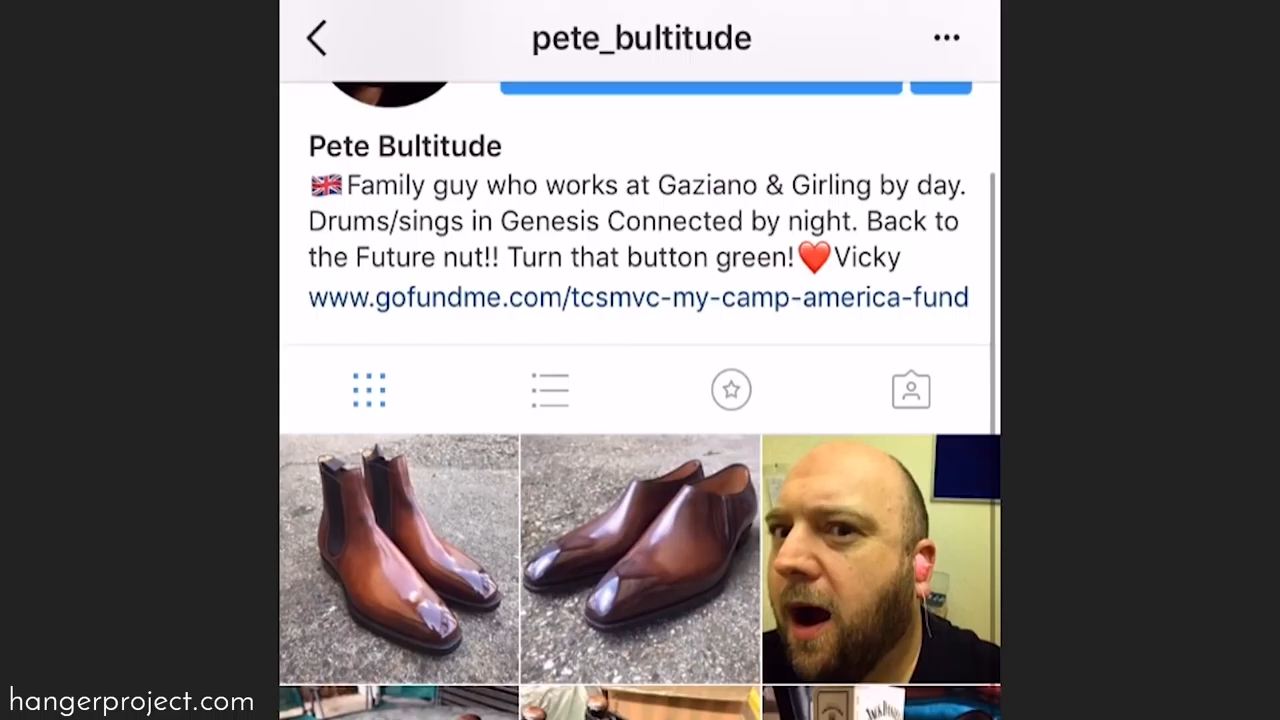 pete_bultitude
Pete Bultitude
🇬🇧Family guy who works at Gaziano & Girling by day.
Drums/sings in Genesis Connected by night. Back to
the Future nut!! Turn that button green!❤️Vicky
www.gofundme.com/tcsmvc-my-camp-america-fund
JACK DANIEL
hangerproject.com